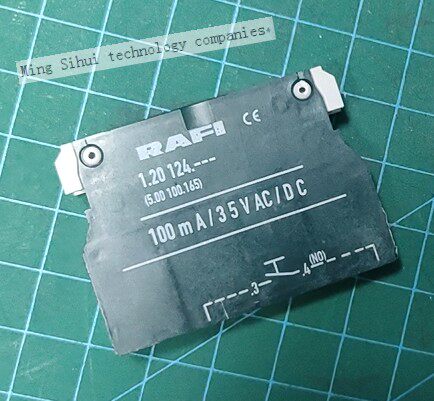 Ming Sihui technology companies*
RAFI CE
1.20 124.---
(5.00 100.165)
100 mA/35V AC/DC
.3 .4 (NO)